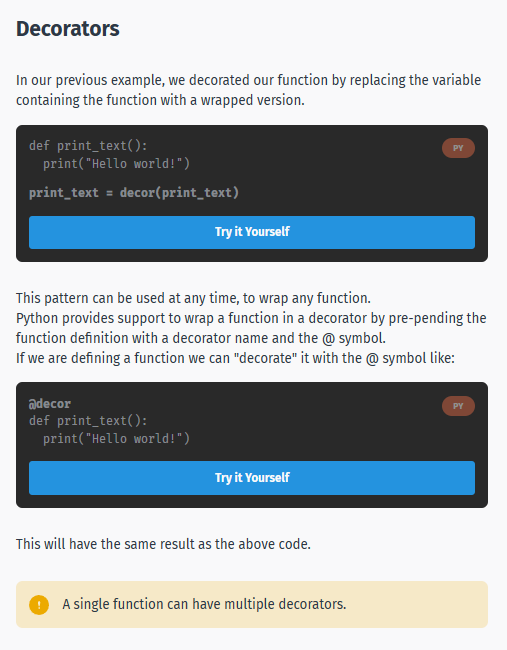 Decorators
In our previous example, we decorated our function by replacing the variable
containing the function with a wrapped version.
def print_text():
PY
print("Hello world!")
print_text = decor(print_text)
Try it Yourself
This pattern can be used at any time, to wrap any function.
Python provides support to wrap a function in a decorator by pre-pending the
function definition with a decorator name and the @ symbol.
If we are defining a function we can "decorate" it with the @ symbol like:
@decor
PY
def print_text():
print("Hello world!")
Try it Yourself
This will have the same result as the above code.
! A single function can have multiple decorators.